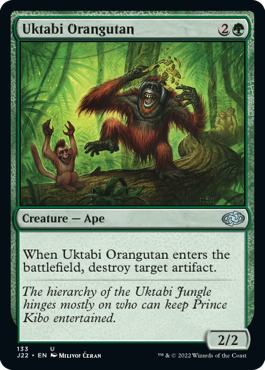 Uktabi Orangutan 2
Creature — Ape
When Uktabi Orangutan enters the
battlefield, destroy target artifact.
The hierarchy of the Uktabi Jungle
hinges mostly on who can keep Prince
Kibo entertained.
2/2
133 U
J22 • EN Milivoj Ćeran
™ & © 2022 Wizards of the Coast